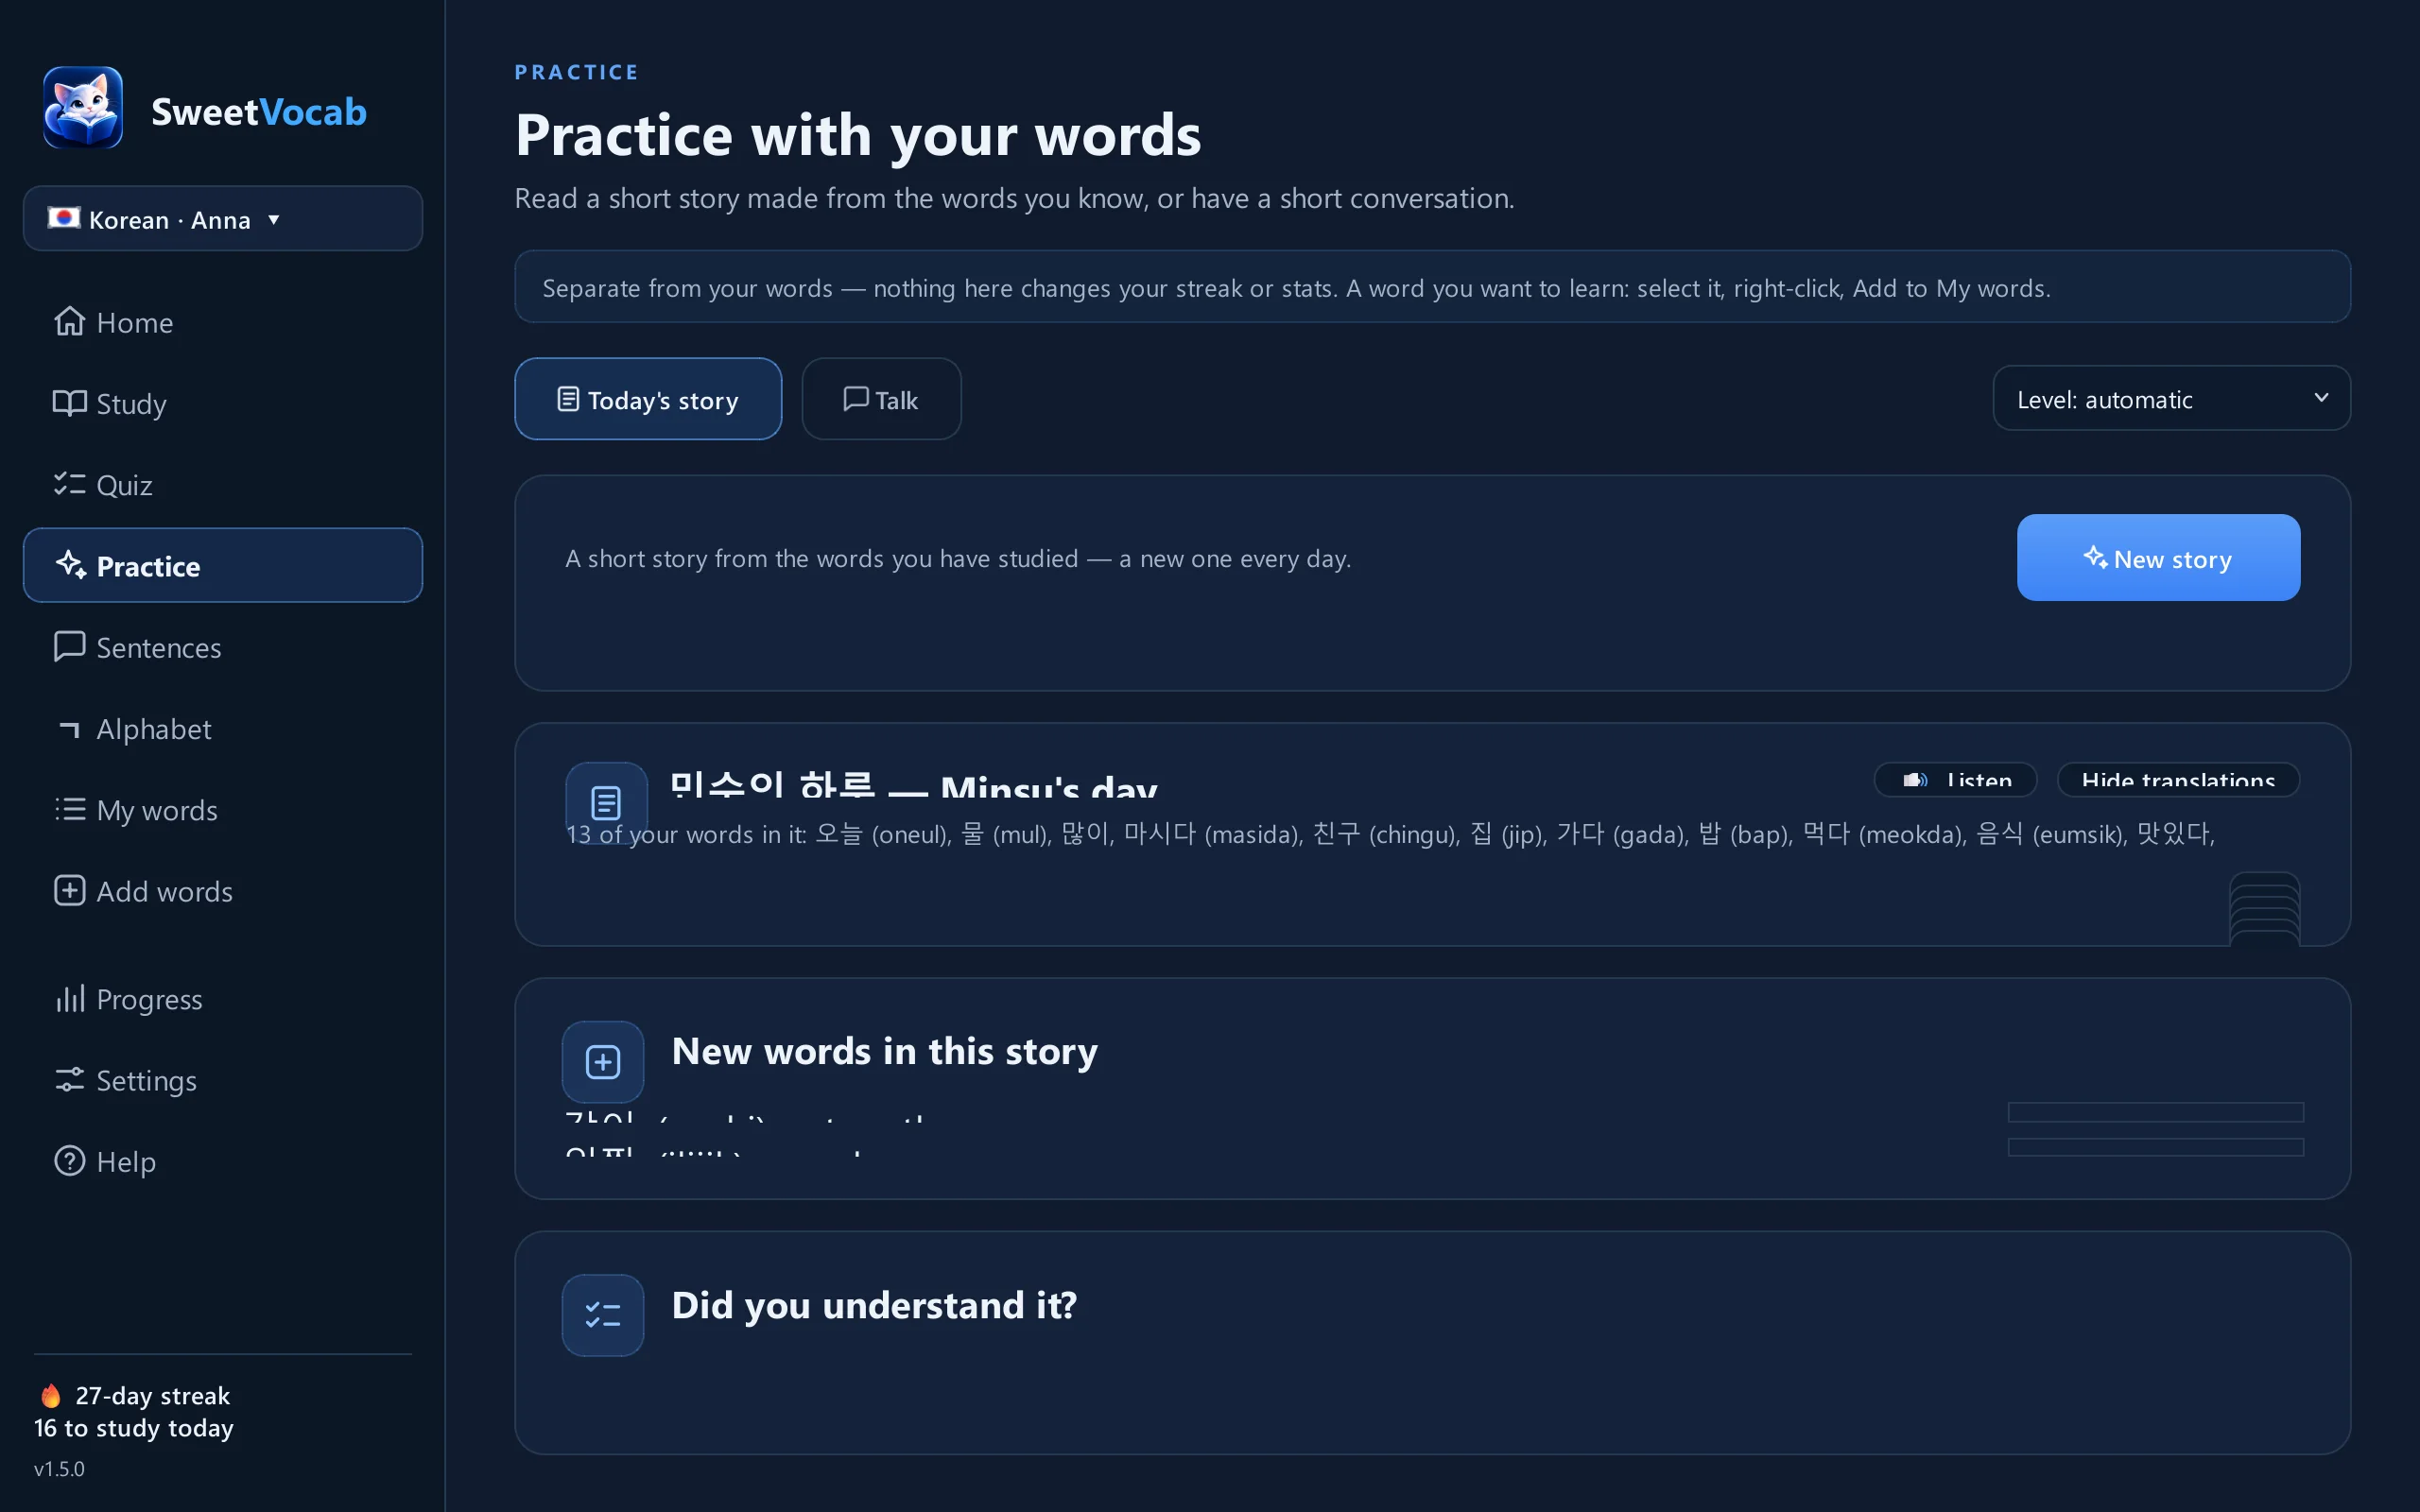 SweetVocab
Korean · Anna
Home
Study
Quiz
Practice
Sentences
Alphabet
My words
Add words
Progress
Settings
Help
27-day streak
16 to study today
v1.5.0
PRACTICE
Practice with your words
Read a short story made from the words you know, or have a short conversation.
Separate from your words — nothing here changes your streak or stats. A word you want to learn: select it, right-click, Add to My words.
Today's story
Talk
Level: automatic
A short story from the words you have studied — a new one every day.
New story
— Minsu's day
Listen
Hide translations
13 of your words in it: 오늘 (oneul), 물 (mul), 많이, 마시다 (masida), 친구 (chingu), 집 (jip), 가다 (gada), 밥 (bap), 먹다 (meokda), 음식 (eumsik), 맛있다,
New words in this story
Did you understand it?